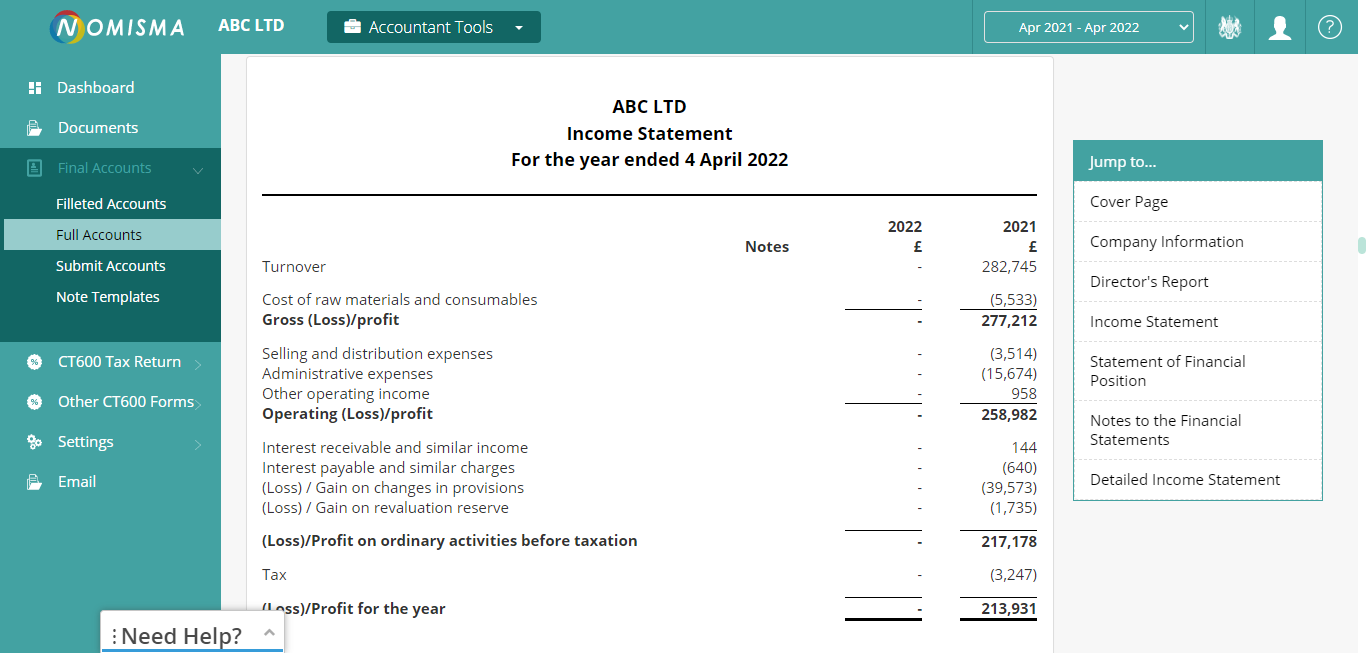 NOMISMA
ABC LTD
Accountant Tools
Apr 2021 - Apr 2022
?
Dashboard
Documents
Final Accounts
Filleted Accounts
Full Accounts
Submit Accounts
Note Templates
CT600 Tax Return
Other CT600 Forms
Settings
Email
ABC LTD
Income Statement
For the year ended 4 April 2022
2022 2021
Notes £ £
Turnover - 282,745
Cost of raw materials and consumables - (5,533)
Gross (Loss)/profit - 277,212
Selling and distribution expenses - (3,514)
Administrative expenses - (15,674)
Other operating income - 958
Operating (Loss)/profit - 258,982
Interest receivable and similar income - 144
Interest payable and similar charges - (640)
(Loss) / Gain on changes in provisions - (39,573)
(Loss) / Gain on revaluation reserve - (1,735)
(Loss)/Profit on ordinary activities before taxation - 217,178
Tax - (3,247)
(Loss)/Profit for the year - 213,931
Jump to...
Cover Page
Company Information
Director's Report
Income Statement
Statement of Financial
Position
Notes to the Financial
Statements
Detailed Income Statement
Need Help?